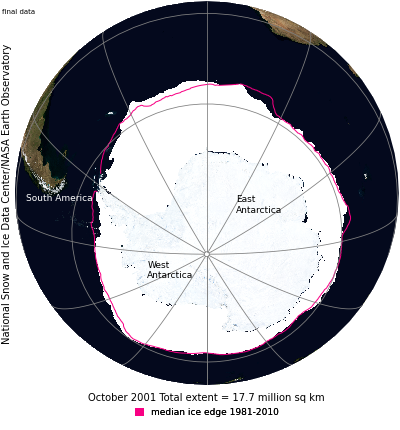 final data
National Snow and Ice Data Center/NASA Earth Observatory
South America
East
Antarctica
West
Antarctica
October 2001 Total extent = 17.7 million sq km
median ice edge 1981-2010